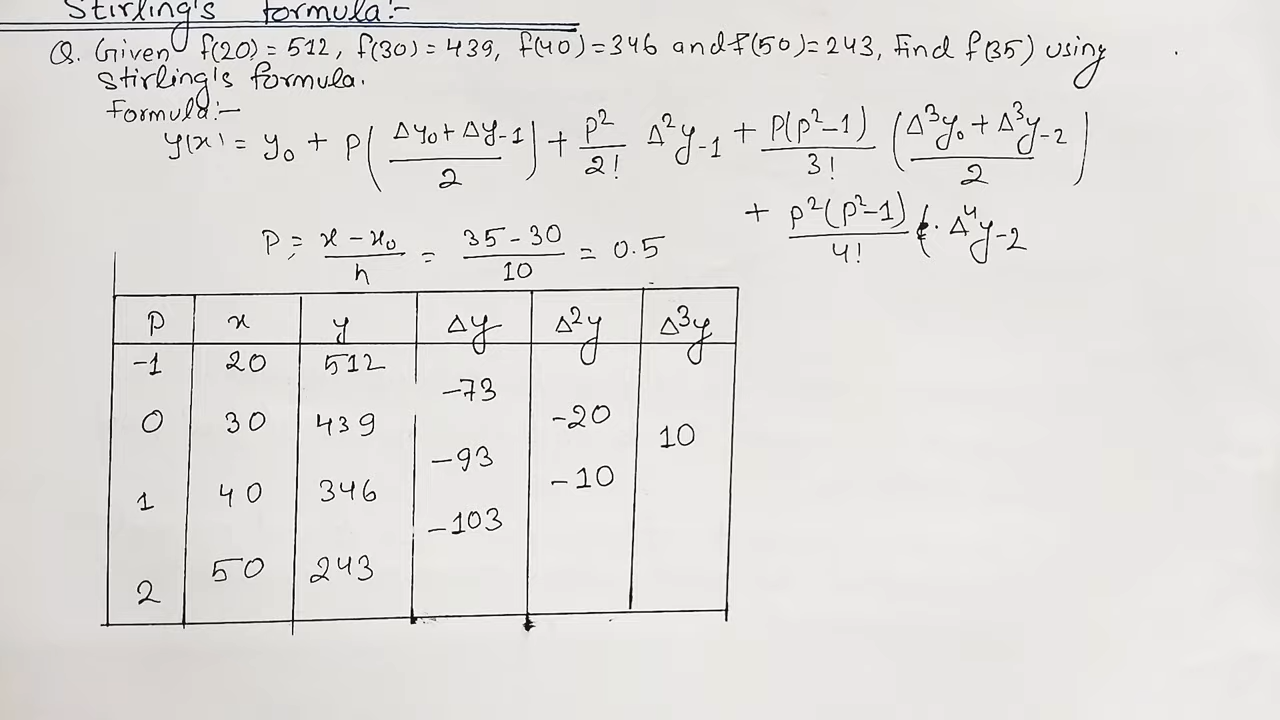 Stirling's formula:-
Q. Given f(20) = 512, f(30) = 439, f(40) = 346 and f(50) = 243, Find f(35) using
Stirling's formula.
Formula:-
y(x) = y₀ + P((Δy₀ + Δy-1)/2) + P²/2! Δ²y-1 + P(P²-1)/3! ((Δ³y₀ + Δ³y-2)/2)
+ P²(P²-1)/4! . Δ⁴y-2
P = (x - x₀)/h = (35 - 30)/10 = 0.5
P x y Δy Δ²y Δ³y
-1 20 512
-73
0 30 439 -20
10
-93
1 40 346 -10
-103
2 50 243